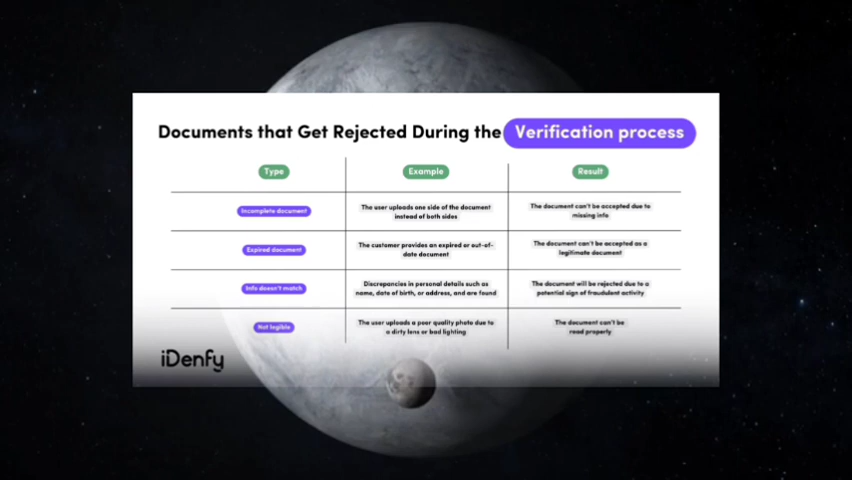 Documents that Get Rejected During the Verification process
Type
Example
Result
Incomplete document
The user uploads one side of the document
instead of both sides
The document can't be accepted due to
missing info
Expired document
The customer provides an expired or out-of-
date document
The document can't be accepted as a
legitimate document
Info doesn't match
Discrepancies in personal details such as
name, date of birth, or address, and are found
The document will be rejected due to a
potential sign of fraudulent activity
Not legible
The user uploads a poor quality photo due to
a dirty lens or bad lighting
The document can't be
read properly
iDenfy